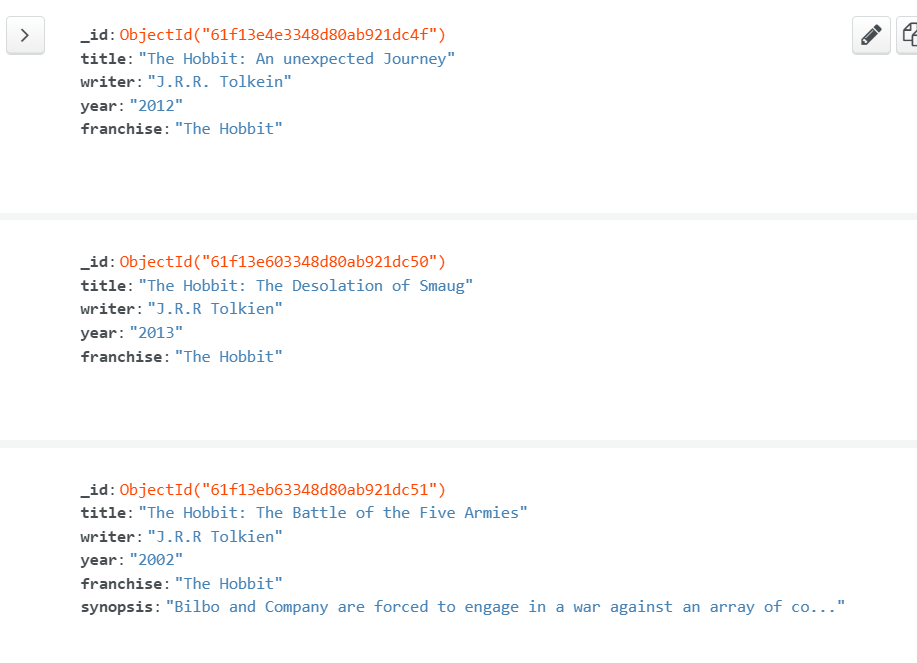 _id: ObjectId("61f13e4e3348d80ab921dc4f")
title: "The Hobbit: An unexpected Journey"
writer: "J.R.R. Tolkein"
year: "2012"
franchise: "The Hobbit"
_id: ObjectId("61f13e603348d80ab921dc50")
title: "The Hobbit: The Desolation of Smaug"
writer: "J.R.R Tolkien"
year: "2013"
franchise: "The Hobbit"
_id: ObjectId("61f13eb63348d80ab921dc51")
title: "The Hobbit: The Battle of the Five Armies"
writer: "J.R.R Tolkien"
year: "2002"
franchise: "The Hobbit"
synopsis: "Bilbo and Company are forced to engage in a war against an array of co..."